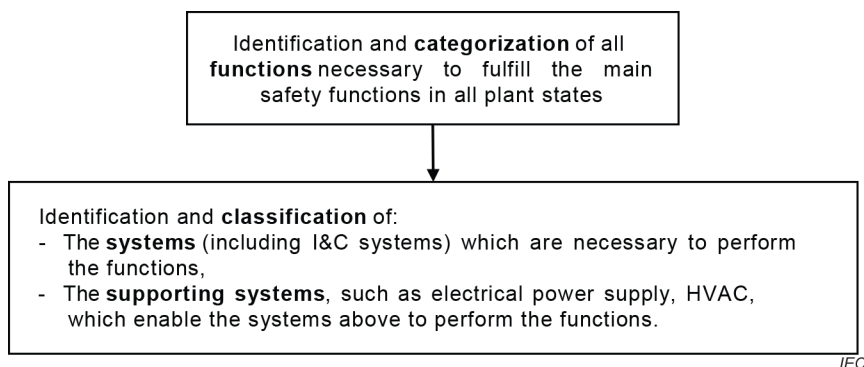 Identification and categorization of all
functions necessary to fulfill the main
safety functions in all plant states
Identification and classification of:
- The systems (including I&C systems) which are necessary to perform
the functions,
- The supporting systems, such as electrical power supply, HVAC,
which enable the systems above to perform the functions.
IEC